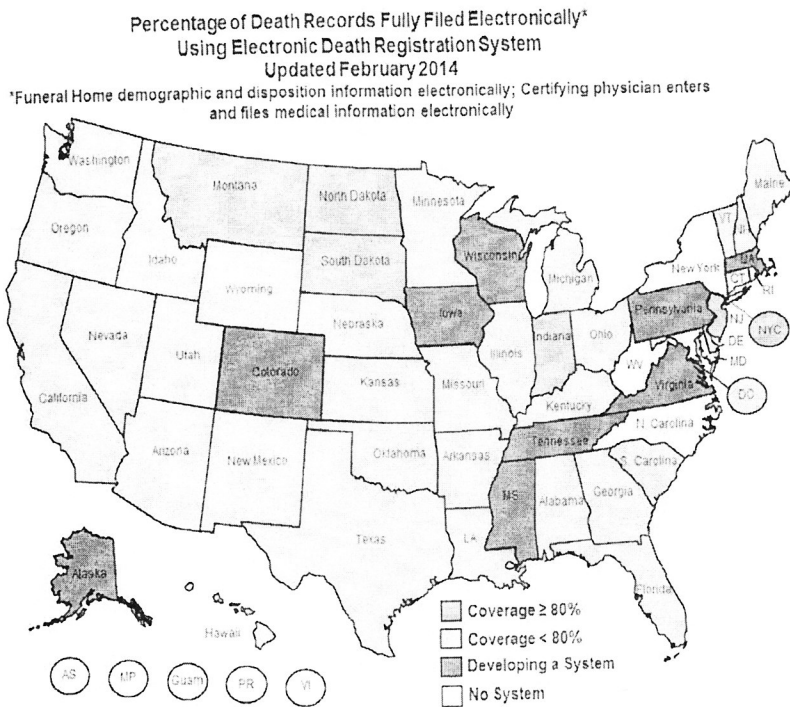 Percentage of Death Records Fully Filed Electronically*
Using Electronic Death Registration System
Updated February 2014
*Funeral Home demographic and disposition information electronically; Certifying physician enters
and files medical information electronically
Washington
Montana
North Dakota
Minnesota
Maine
VT
NH
Oregon
Idaho
South Dakota
Wisconsin
Michigan
New York
MA
CT
RI
Wyoming
Iowa
Pennsylvania
NJ
NYC
Nevada
Nebraska
Indiana
Ohio
DE
Utah
Illinois
WV
MD
California
Colorado
Kansas
Missouri
Virginia
DC
Kentucky
N. Carolina
Arizona
New Mexico
Oklahoma
Arkansas
Tennessee
S. Carolina
MS
Alabama
Georgia
Texas
LA
Alaska
Florida
Hawaii
Coverage ≥ 80%
Coverage < 80%
Developing a System
No System
AS
MP
Guam
PR
VI